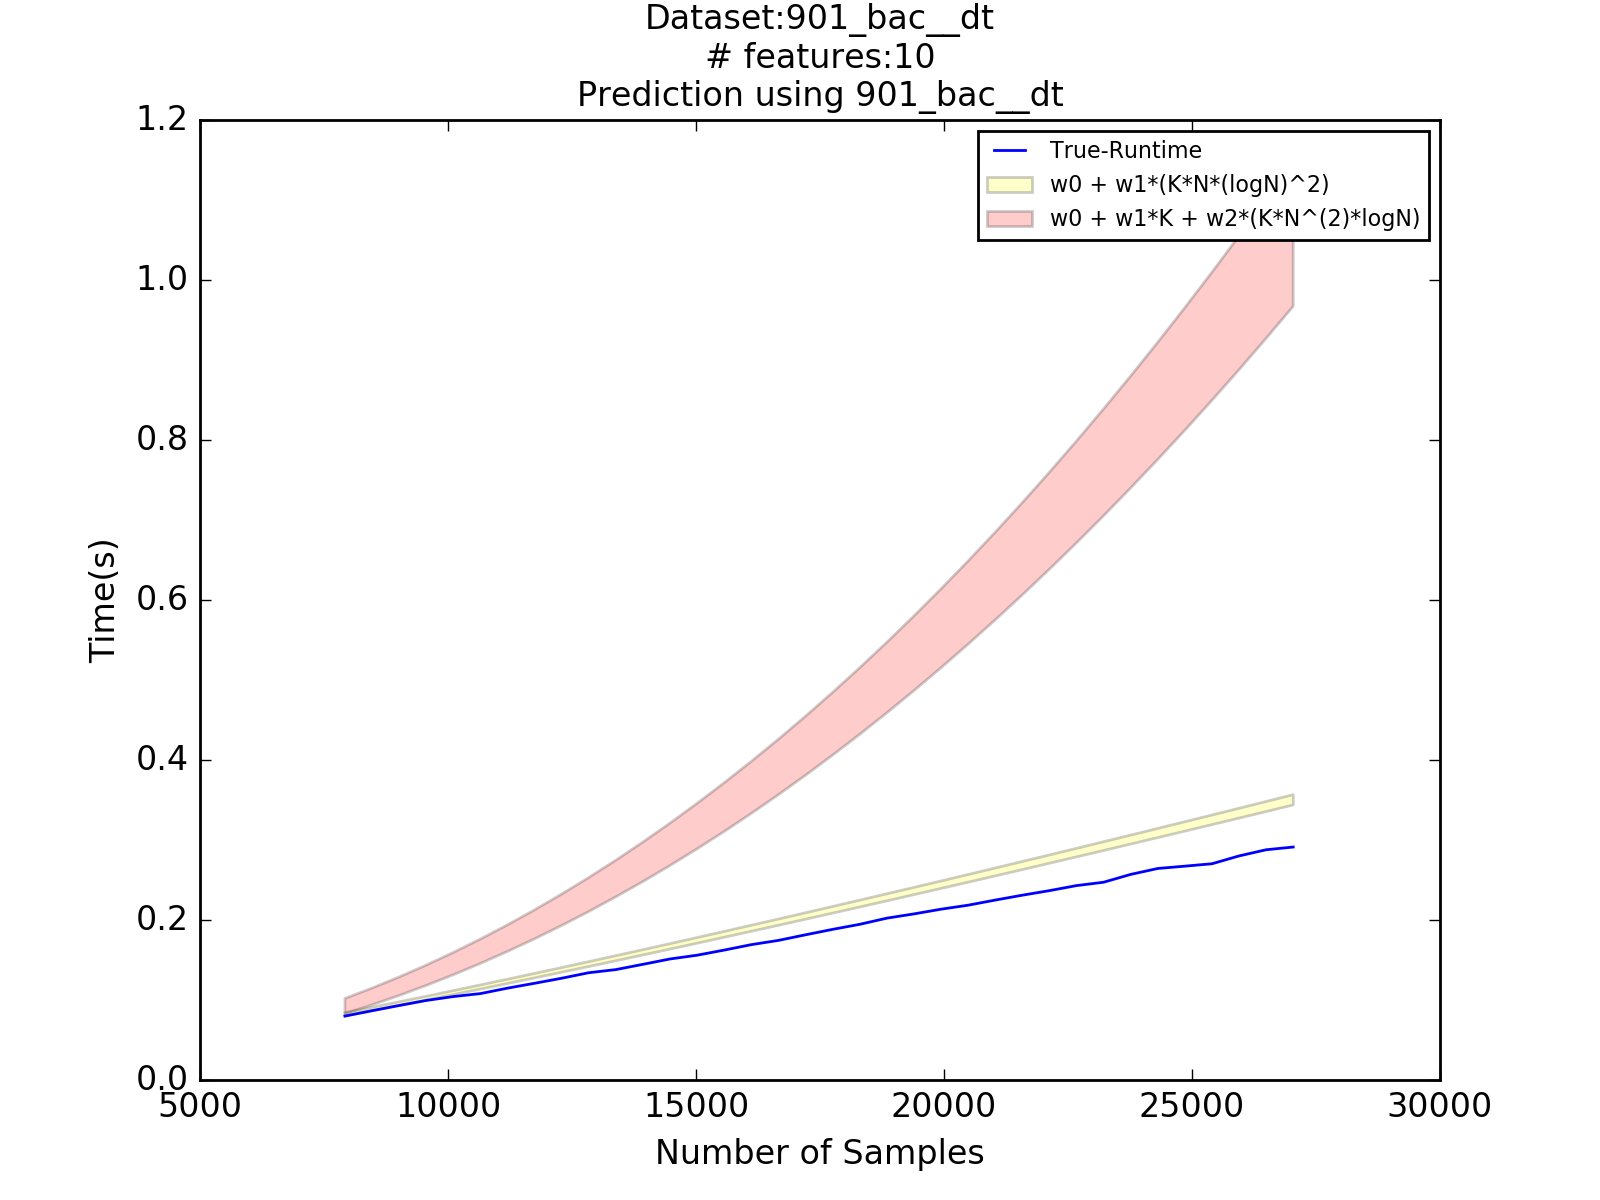 Dataset:901_bac__dt
# features:10
Prediction using 901_bac__dt
1.2
1.0
0.8
0.6
0.4
0.2
0.0
Time(s)
True-Runtime
w0 + w1*(K*N*(logN)^2)
w0 + w1*K + w2*(K*N^(2)*logN)
5000 10000 15000 20000 25000 30000
Number of Samples